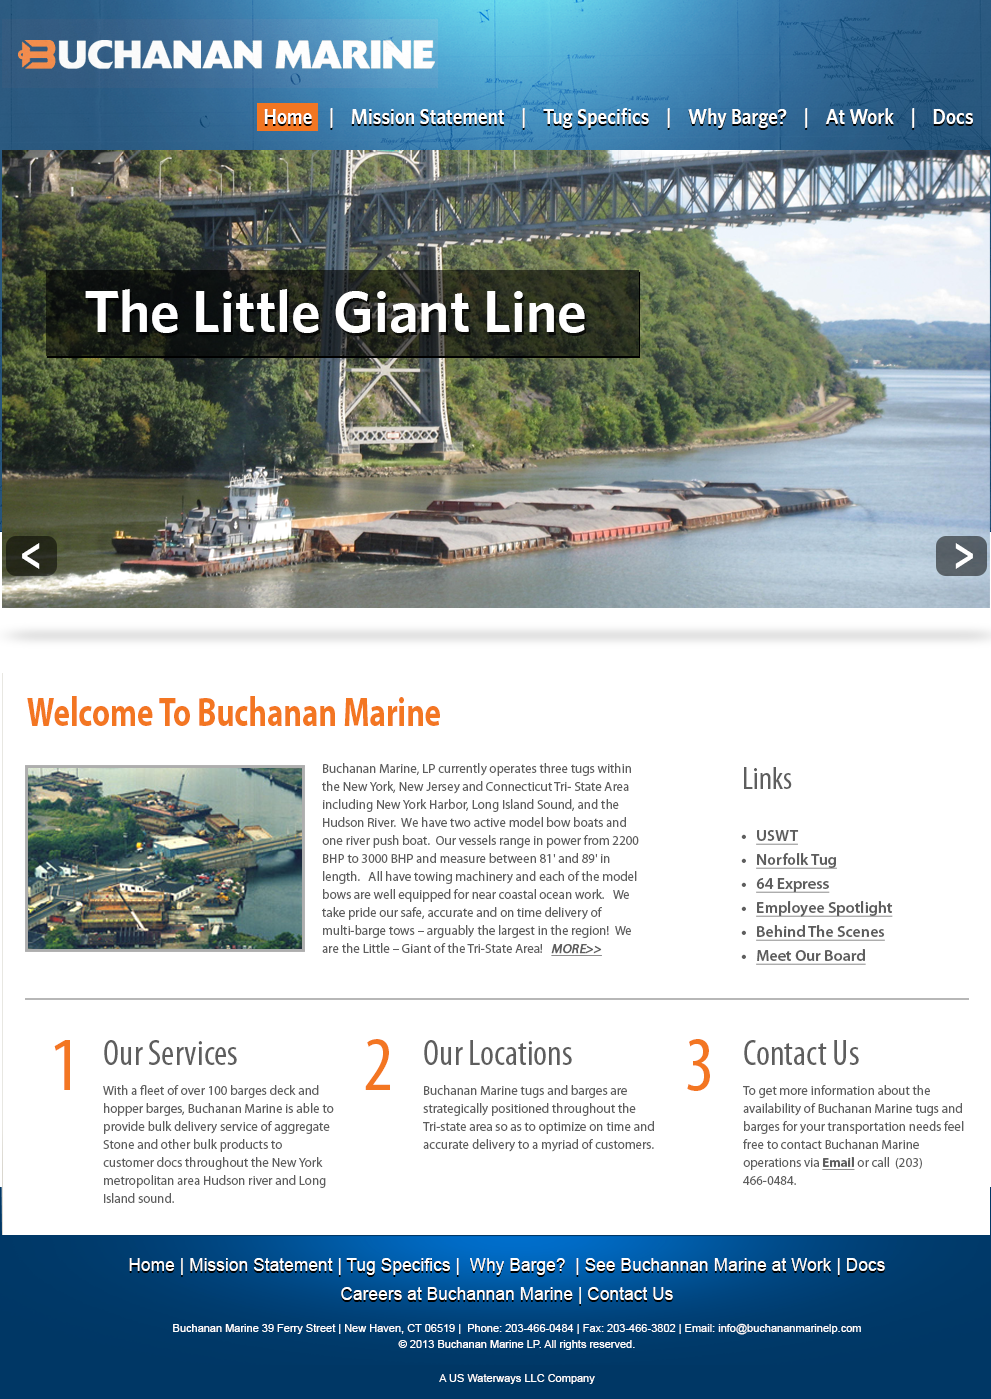 BUCHANAN MARINE
Home | Mission Statement | Tug Specifics | Why Barge? | At Work | Docs
The Little Giant Line
< >
Welcome To Buchanan Marine
Buchanan Marine, LP currently operates three tugs within
the New York, New Jersey and Connecticut Tri- State Area
including New York Harbor, Long Island Sound, and the
Hudson River.  We have two active model bow boats and
one river push boat.  Our vessels range in power from 2200
BHP to 3000 BHP and measure between 81' and 89' in
length.   All have towing machinery and each of the model
bows are well equipped for near coastal ocean work.   We
take pride our safe, accurate and on time delivery of
multi-barge tows – arguably the largest in the region!  We
are the Little – Giant of the Tri-State Area!   MORE>>
Links
• USWT
• Norfolk Tug
• 64 Express
• Employee Spotlight
• Behind The Scenes
• Meet Our Board
1 Our Services
With a fleet of over 100 barges deck and
hopper barges, Buchanan Marine is able to
provide bulk delivery service of aggregate
Stone and other bulk products to
customer docs throughout the New York
metropolitan area Hudson river and Long
Island sound.
2 Our Locations
Buchanan Marine tugs and barges are
strategically positioned throughout the
Tri-state area so as to optimize on time and
accurate delivery to a myriad of customers.
3 Contact Us
To get more information about the
availability of Buchanan Marine tugs and
barges for your transportation needs feel
free to contact Buchanan Marine
operations via Email or call  (203)
466-0484.
Home | Mission Statement | Tug Specifics |  Why Barge?  | See Buchannan Marine at Work | Docs
Careers at Buchannan Marine | Contact Us
Buchanan Marine 39 Ferry Street | New Haven, CT 06519 |  Phone: 203-466-0484 | Fax: 203-466-3802 | Email: info@buchananmarinelp.com
© 2013 Buchanan Marine LP. All rights reserved.
A US Waterways LLC Company